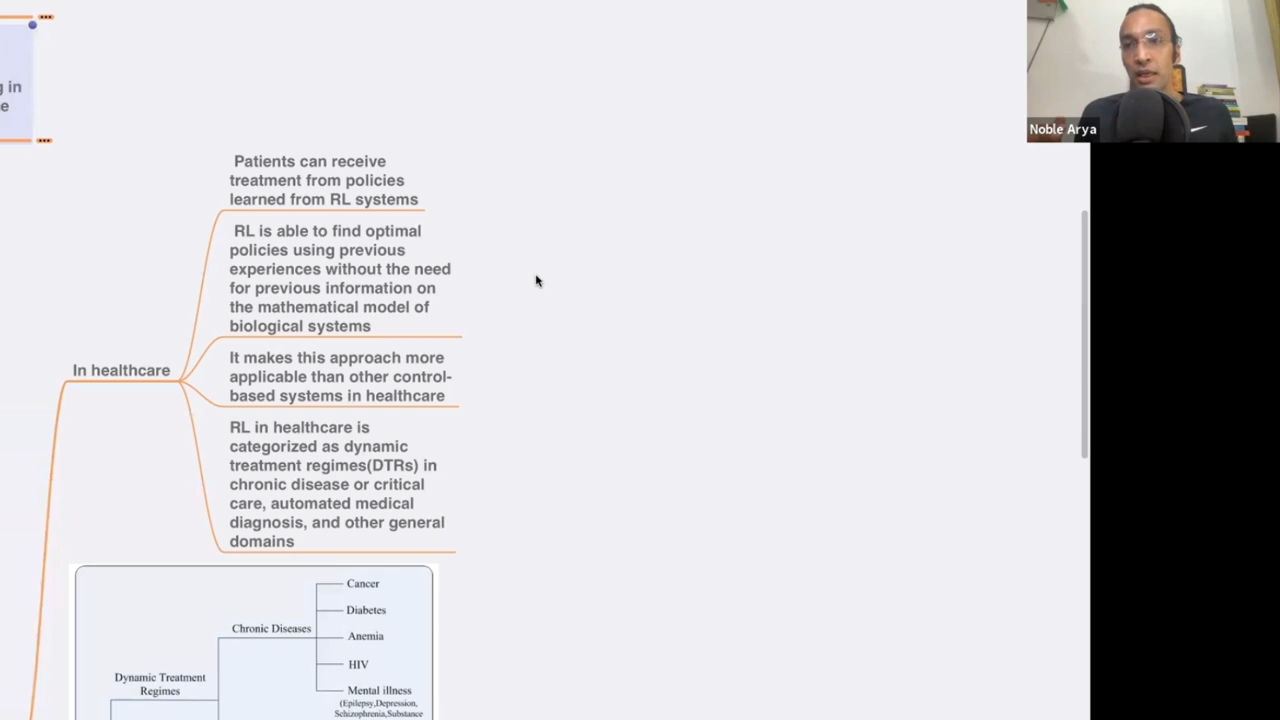 g in
e
Noble Arya
Patients can receive
treatment from policies
learned from RL systems
RL is able to find optimal
policies using previous
experiences without the need
for previous information on
the mathematical model of
biological systems
In healthcare
It makes this approach more
applicable than other control-
based systems in healthcare
RL in healthcare is
categorized as dynamic
treatment regimes(DTRs) in
chronic disease or critical
care, automated medical
diagnosis, and other general
domains
Cancer
Diabetes
Chronic Diseases
Anemia
HIV
Dynamic Treatment
Regimes
Mental illness
(Epilepsy,Depression,
Schizophrenia,Substance